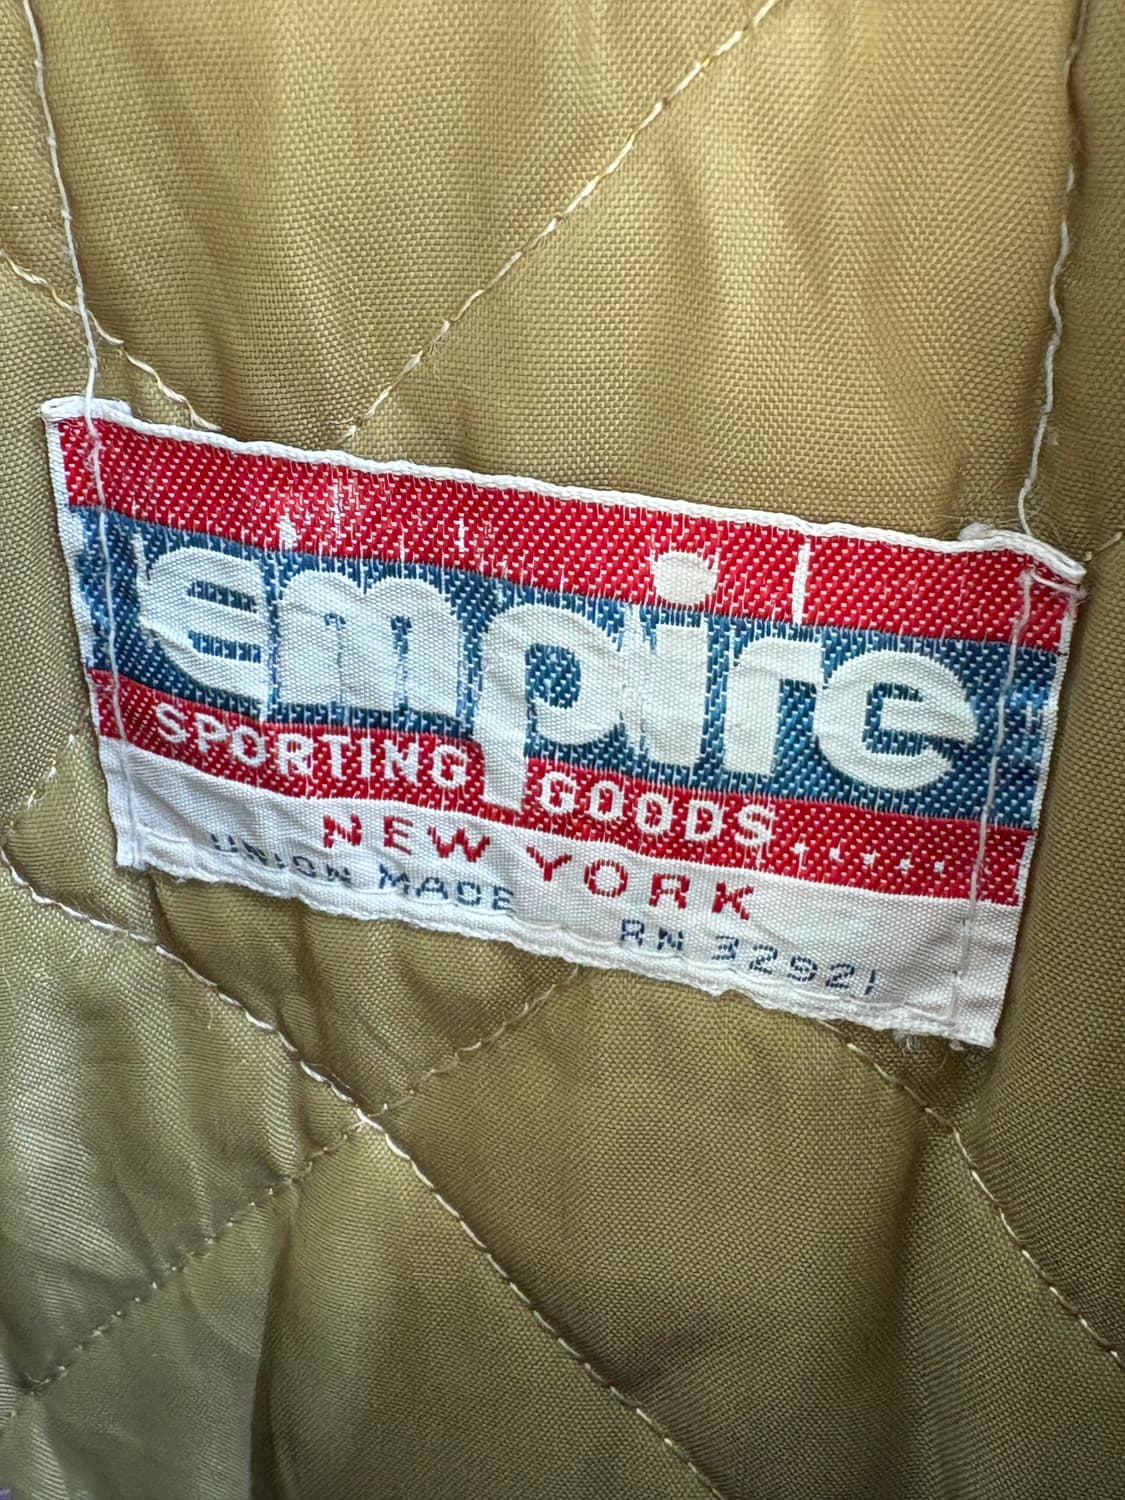 empire
SPORTING GOODS.....
NEW YORK
UNION MADE RN 32921